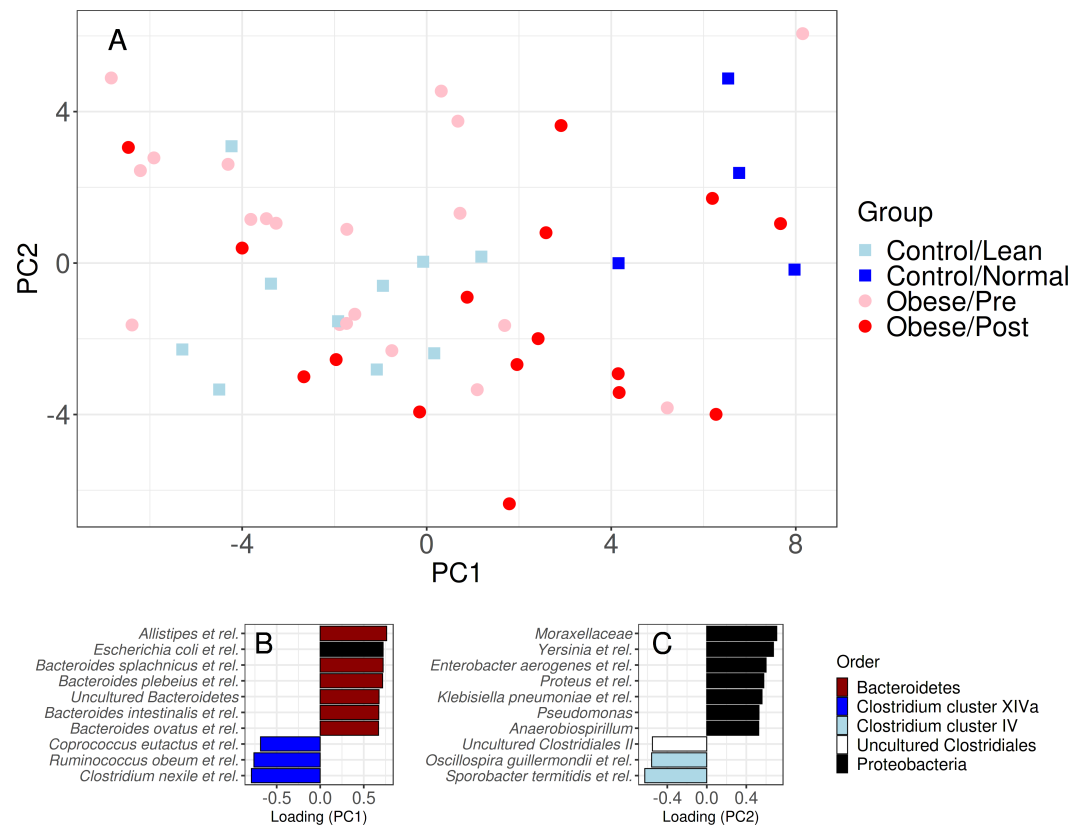 A
4
0
-4
PC2
-4 0 4 8
PC1
Group
Control/Lean
Control/Normal
Obese/Pre
Obese/Post
B
Allistipes et rel.
Escherichia coli et rel.
Bacteroides splachnicus et rel.
Bacteroides plebeius et rel.
Uncultured Bacteroidetes
Bacteroides intestinalis et rel.
Bacteroides ovatus et rel.
Coprococcus eutactus et rel.
Ruminococcus obeum et rel.
Clostridium nexile et rel.
-0.5 0.0 0.5
Loading (PC1)
C
Moraxellaceae
Yersinia et rel.
Enterobacter aerogenes et rel.
Proteus et rel.
Klebisiella pneumoniae et rel.
Pseudomonas
Anaerobiospirillum
Uncultured Clostridiales II
Oscillospira guillermondii et rel.
Sporobacter termitidis et rel.
-0.4 0.0 0.4
Loading (PC2)
Order
Bacteroidetes
Clostridium cluster XIVa
Clostridium cluster IV
Uncultured Clostridiales
Proteobacteria